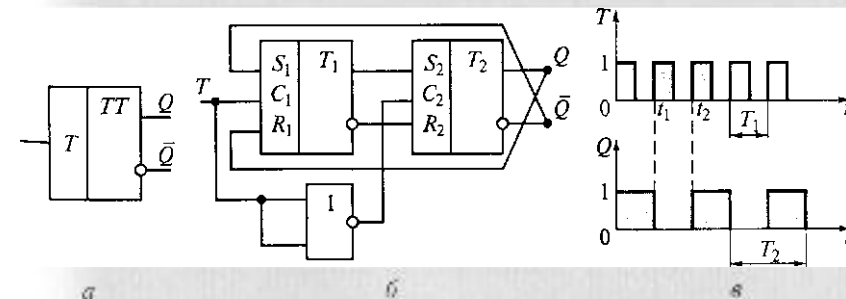 T
TT
Q
Q̄
T
S₁
T₁
C₁
R₁
S₂
T₂
C₂
R₂
Q
Q̄
1
T
1
0
t₁
t₂
T₁
Q
1
0
T₂
а
б
в